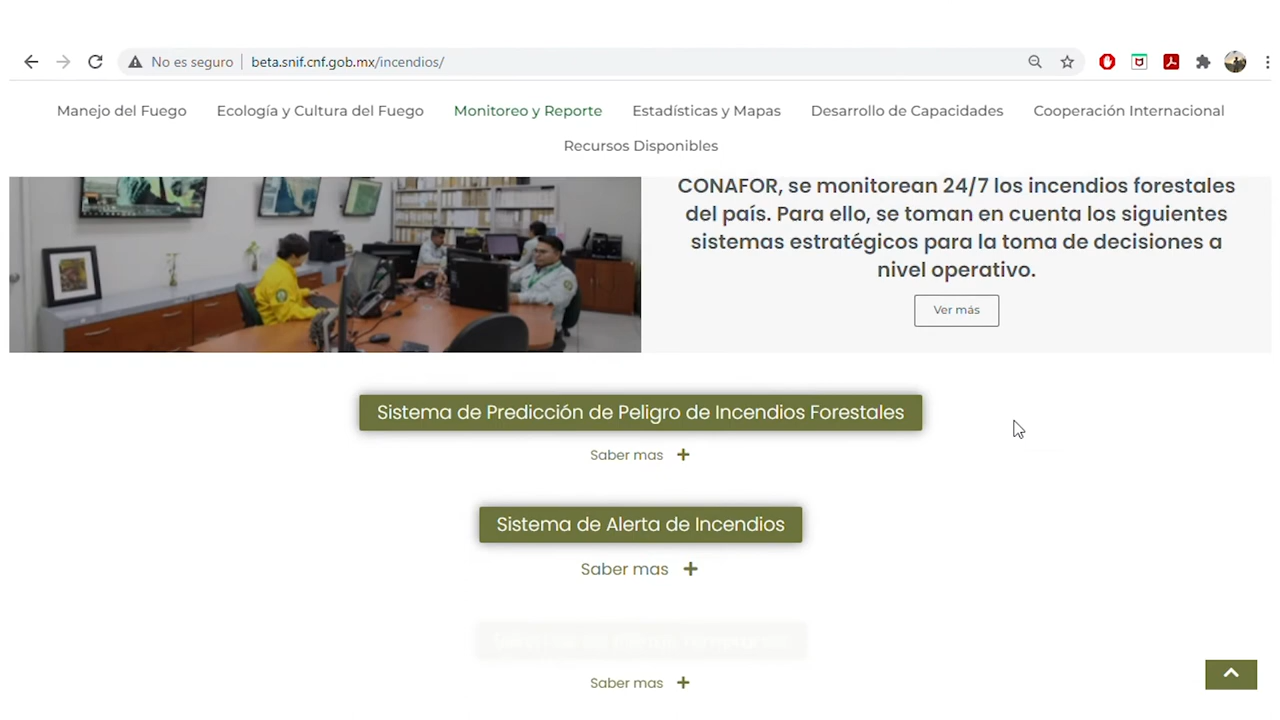 No es seguro
beta.snif.cnf.gob.mx/incendios/
Manejo del Fuego
Ecología y Cultura del Fuego
Monitoreo y Reporte
Estadísticas y Mapas
Desarrollo de Capacidades
Cooperación Internacional
Recursos Disponibles
CONAFOR, se monitorean 24/7 los incendios forestales
del país. Para ello, se toman en cuenta los siguientes
sistemas estratégicos para la toma de decisiones a
nivel operativo.
Ver más
Sistema de Predicción de Peligro de Incendios Forestales
Saber mas +
Sistema de Alerta de Incendios
Saber mas +
Saber mas +